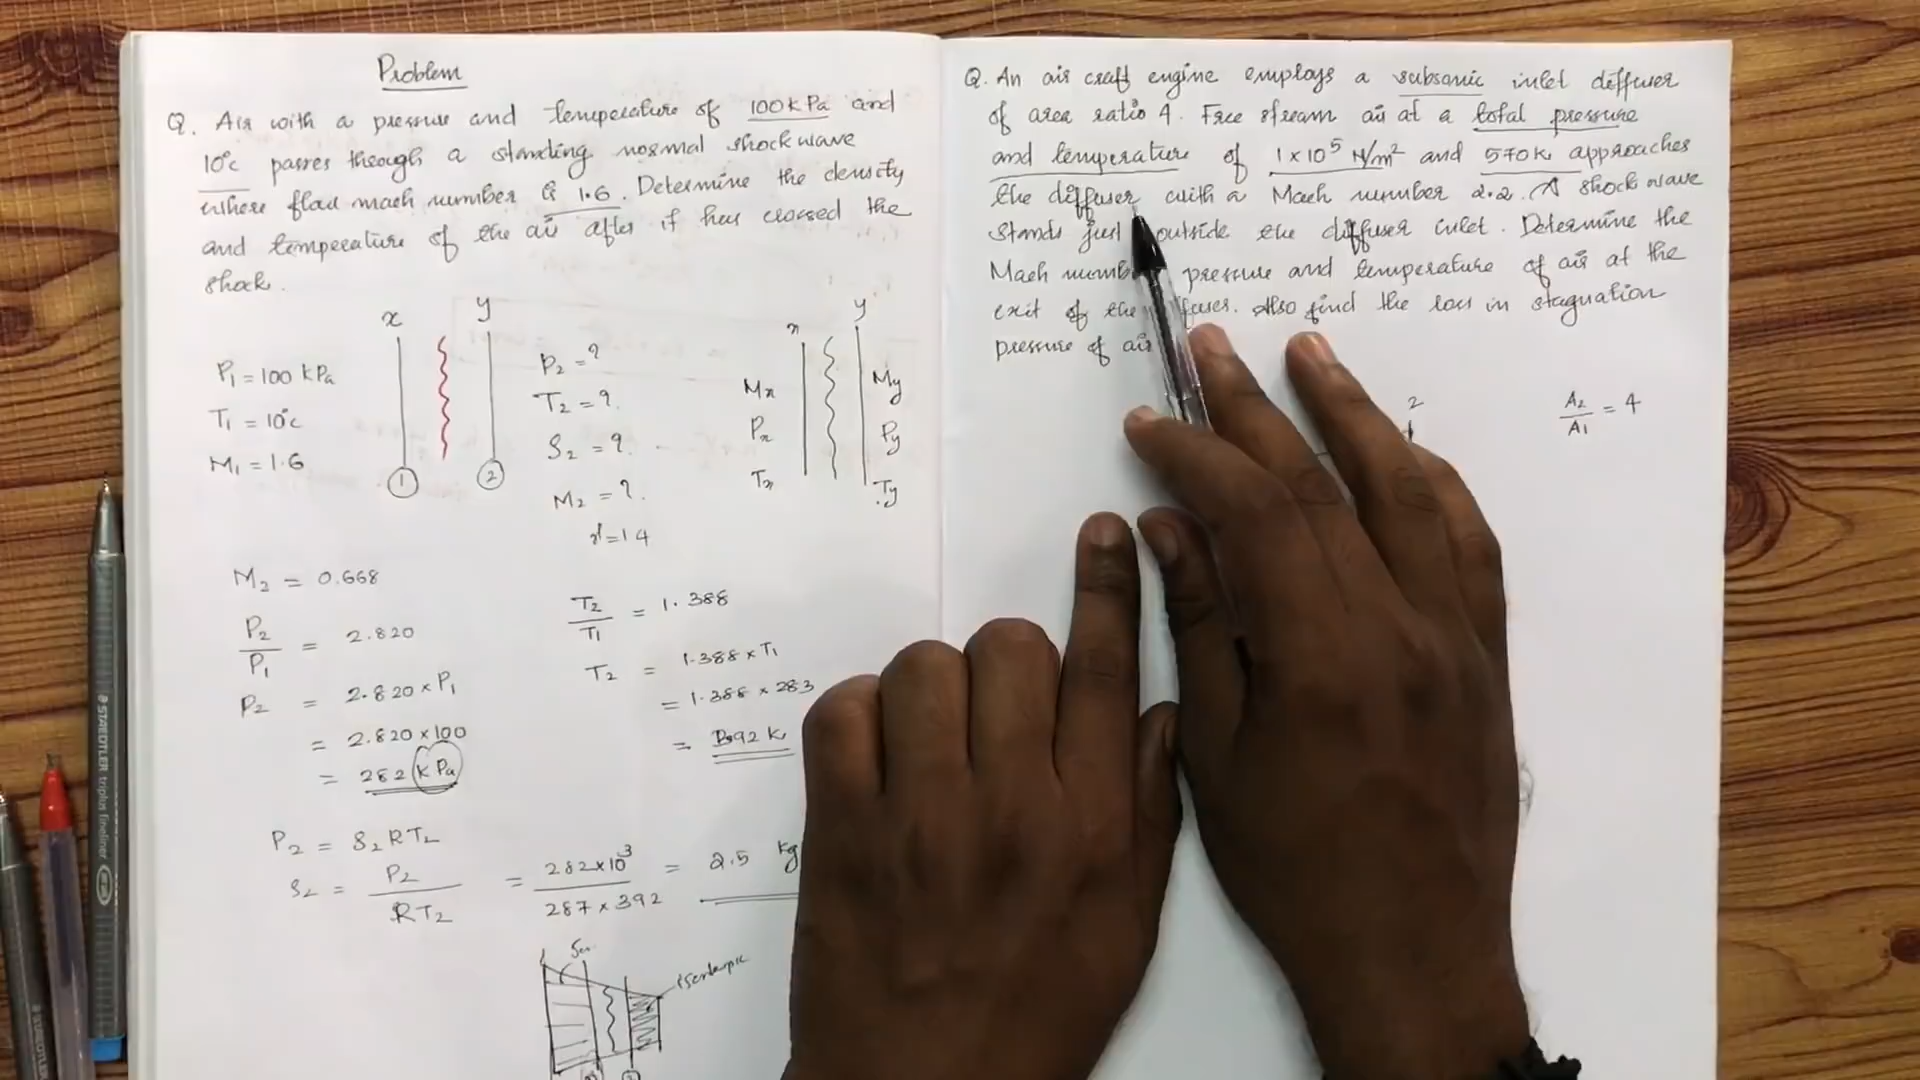 Problem
Q. Air with a pressure and temperature of 100 kPa and
10°c passes through a standing normal shock wave
where flow mach number is 1.6. Determine the density
and temperature of the air after it has crossed the
shock.
x
y
P1 = 100 kPa
T1 = 10°c
M1 = 1.6
1
2
P2 = ?
T2 = ?
S2 = ?
M2 = ?
γ = 1.4
x
y
Mx
Px
Tx
My
Py
Ty
M2 = 0.668
P2/P1 = 2.820
P2 = 2.820 × P1
= 2.820 × 100
= 282 kPa
T2/T1 = 1.388
T2 = 1.388 × T1
= 1.388 × 283
= 392 K
P2 = S2 RT2
S2 = P2/RT2 = 282×10³/287×392 = 2.5 kg
isentropic
Q. An air craft engine employs a subsonic inlet diffuser
of area ratio 4. Free stream air at a total pressure
and temperature of 1 × 10⁵ N/m² and 570K approaches
the diffuser with a Mach number 2.2. A shock wave
stands just outside the diffuser inlet. Determine the
Mach pressure and temperature of air at the
exit of the Also find the loss in stagnation
pressure of air
2
A2/A1 = 4
STAEDTLER triplus fineliner